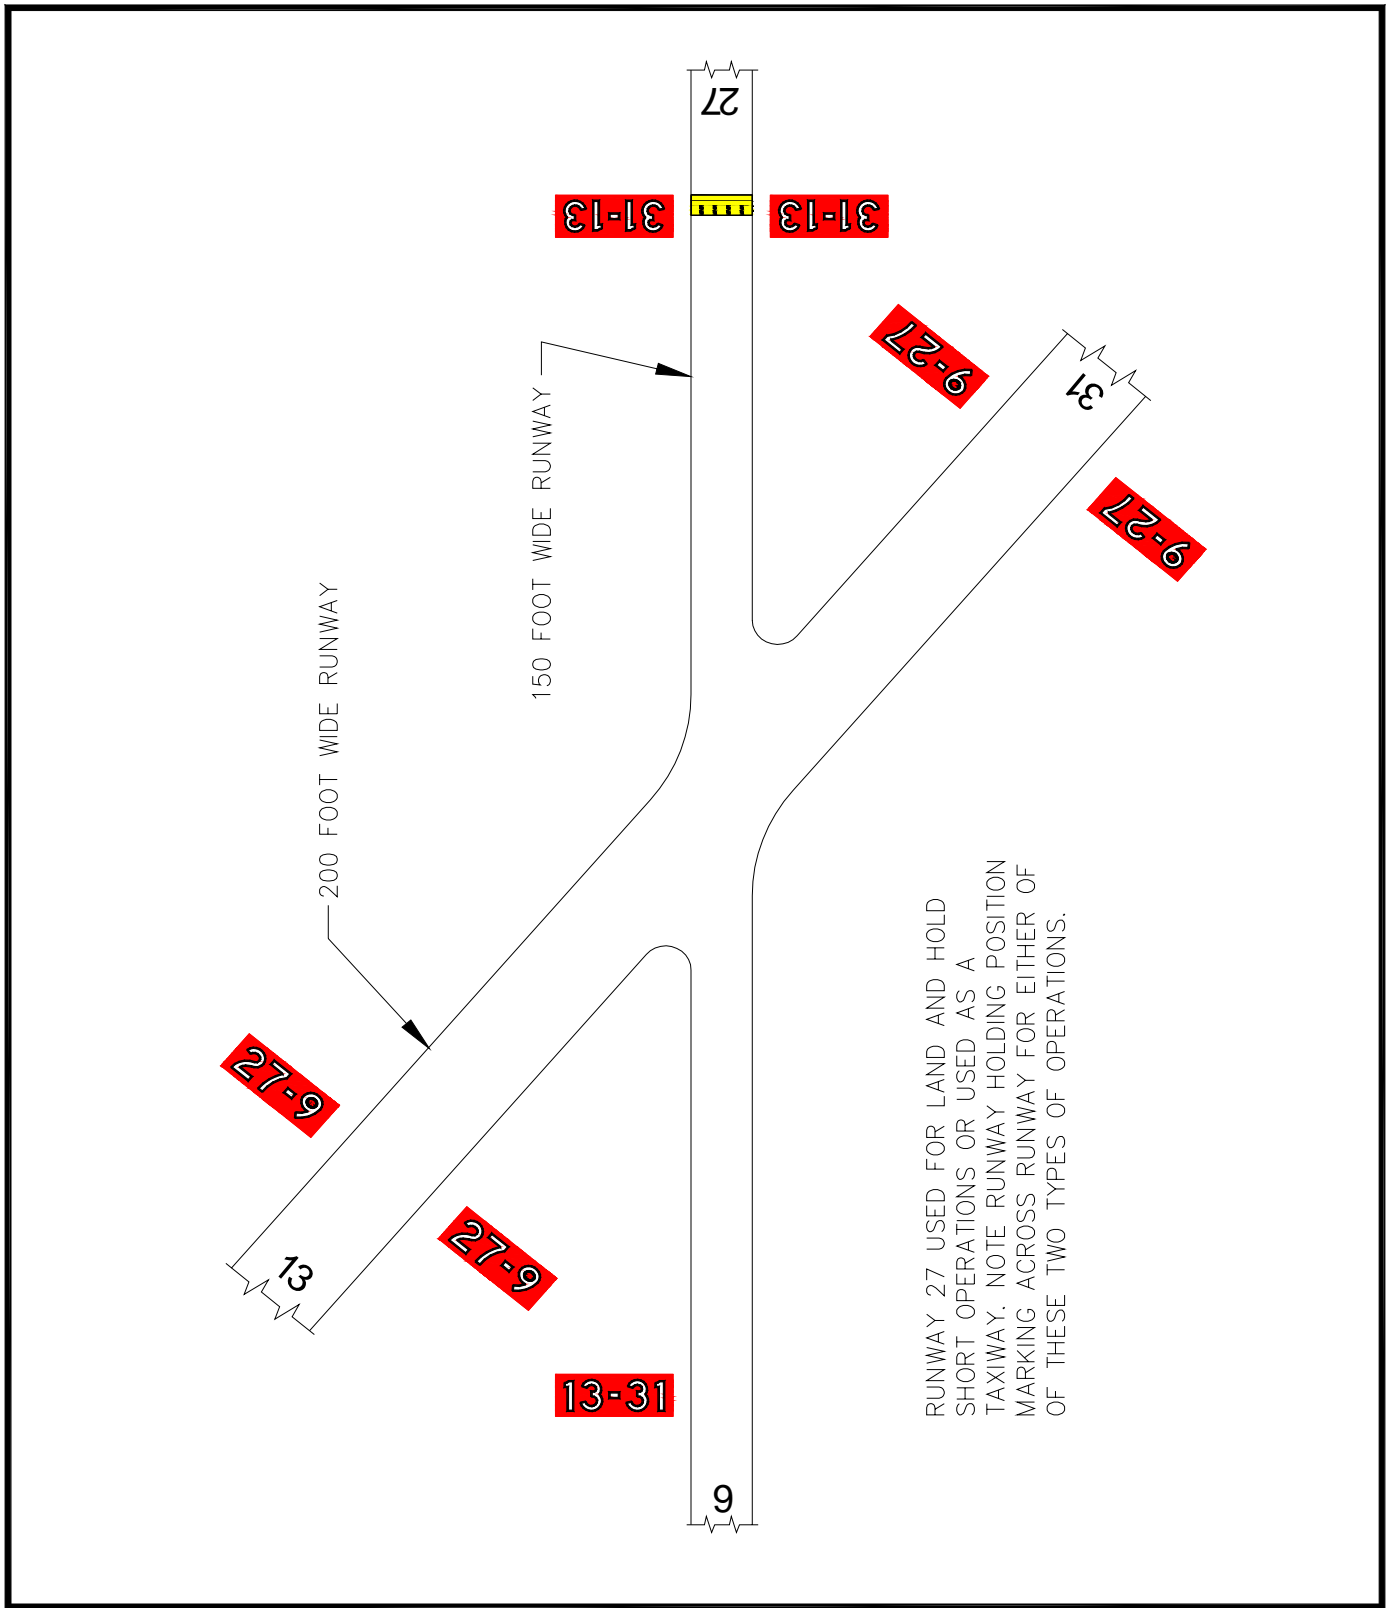 27
31-13
31-13
9-27
31
9-27
150 FOOT WIDE RUNWAY
200 FOOT WIDE RUNWAY
27-9
13
27-9
13-31
9
RUNWAY 27 USED FOR LAND AND HOLD
SHORT OPERATIONS OR USED AS A
TAXIWAY. NOTE RUNWAY HOLDING POSITION
MARKING ACROSS RUNWAY FOR EITHER OF
OF THESE TWO TYPES OF OPERATIONS.